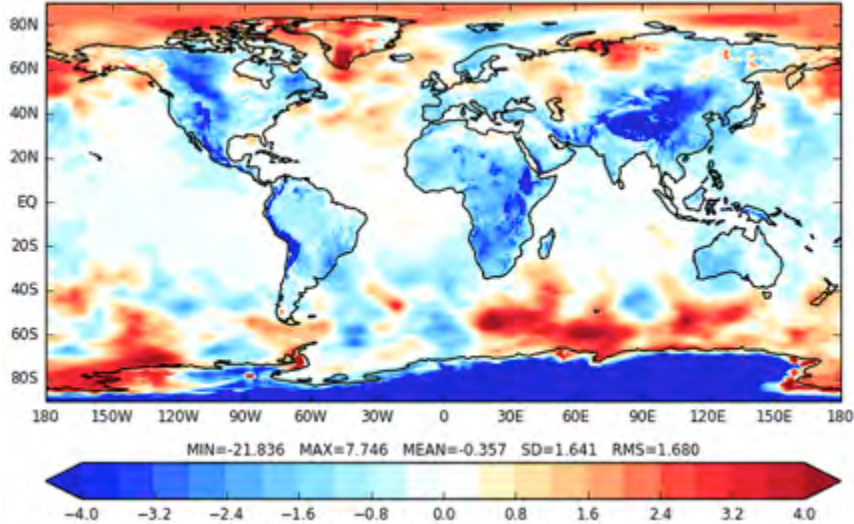 80N
60N
40N
20N
EQ
20S
40S
60S
80S
180 150W 120W 90W 60W 30W 0 30E 60E 90E 120E 150E 180
MIN=-21.836 MAX=7.746 MEAN=-0.357 SD=1.641 RMS=1.680
−4.0 −3.2 −2.4 −1.6 −0.8 0.0 0.8 1.6 2.4 3.2 4.0